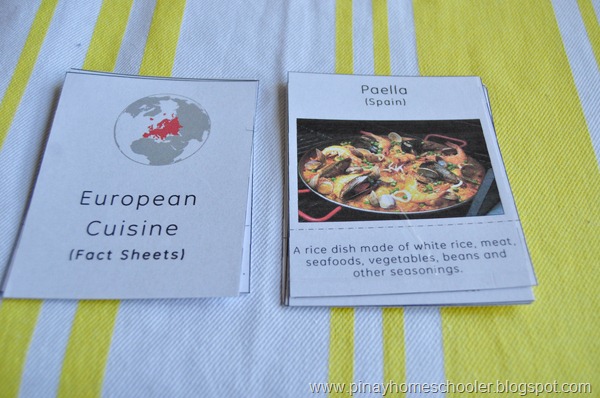 European
Cuisine
(Fact Sheets)
Paella
(Spain)
A rice dish made of white rice, meat,
seafoods, vegetables, beans and
other seasonings.
www.pinayhomeschooler.blogspot.com